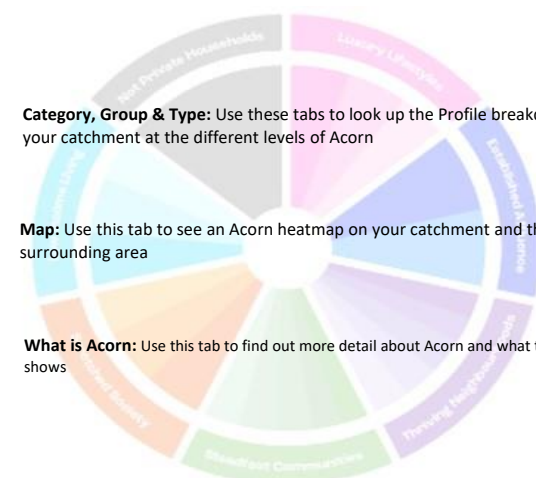 Not Private Households
Luxury Lifestyles
Category, Group & Type: Use these tabs to look up the Profile breakd
your catchment at the different levels of Acorn
Established Affluence
Map: Use this tab to see an Acorn heatmap on your catchment and th
surrounding area
What is Acorn: Use this tab to find out more detail about Acorn and what t
shows
Society
Thriving Neighbourhoods
Steadfast Communities